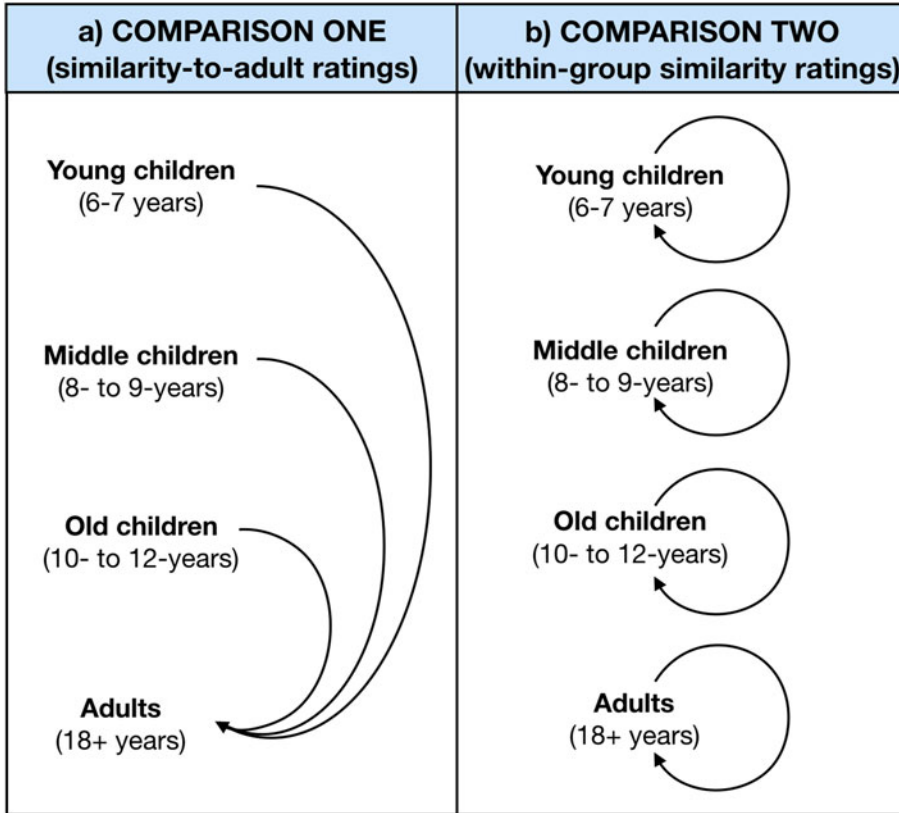 a) COMPARISON ONE
(similarity-to-adult ratings)
Young children
(6-7 years)
Middle children
(8- to 9-years)
Old children
(10- to 12-years)
Adults
(18+ years)
b) COMPARISON TWO
(within-group similarity ratings)
Young children
(6-7 years)
Middle children
(8- to 9-years)
Old children
(10- to 12-years)
Adults
(18+ years)